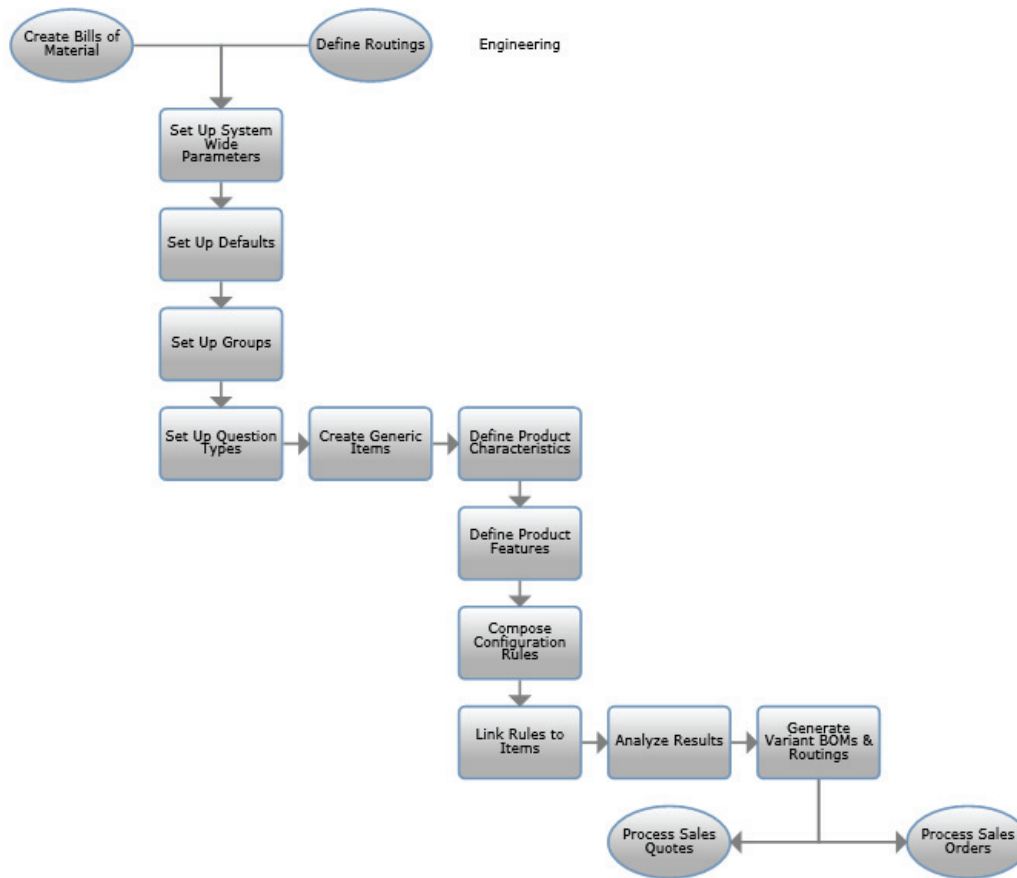 Create Bills of
Material
Define Routings
Engineering
Set Up System
Wide
Parameters
Set Up Defaults
Set Up Groups
Set Up Question
Types
Create Generic
Items
Define Product
Characteristics
Define Product
Features
Compose
Configuration
Rules
Link Rules to
Items
Analyze Results
Generate
Variant BOMs &
Routings
Process Sales
Quotes
Process Sales
Orders